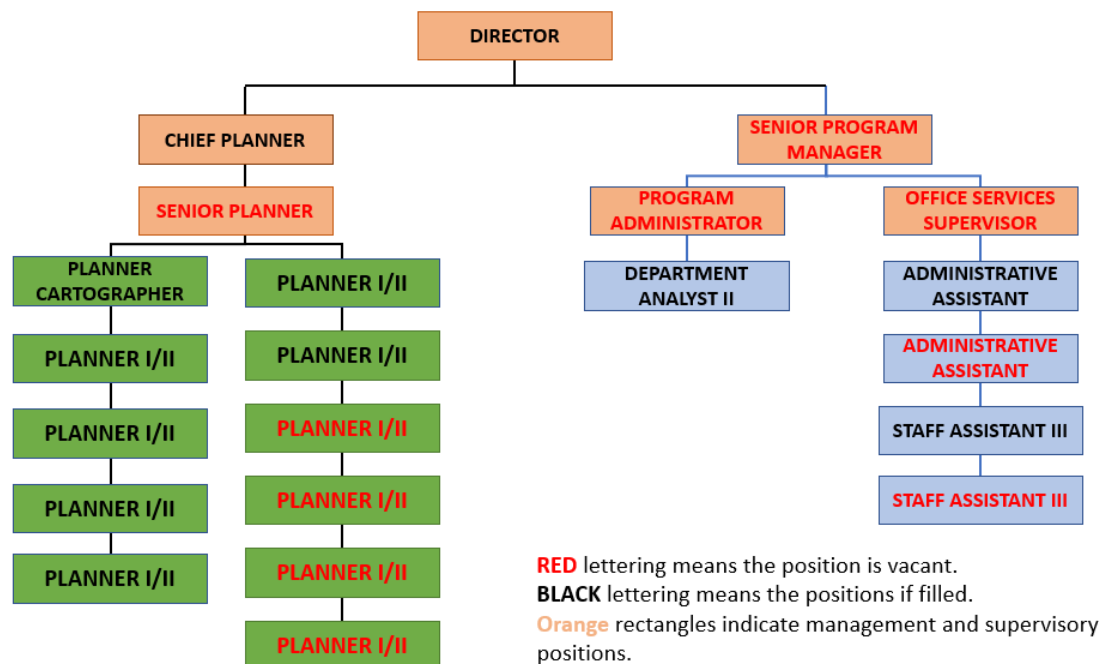 DIRECTOR
CHIEF PLANNER
SENIOR PROGRAM
MANAGER
SENIOR PLANNER
PROGRAM
ADMINISTRATOR
OFFICE SERVICES
SUPERVISOR
PLANNER
CARTOGRAPHER
PLANNER I/II
PLANNER I/II
PLANNER I/II
PLANNER I/II
PLANNER I/II
PLANNER I/II
PLANNER I/II
PLANNER I/II
PLANNER I/II
PLANNER I/II
DEPARTMENT
ANALYST II
ADMINISTRATIVE
ASSISTANT
ADMINISTRATIVE
ASSISTANT
STAFF ASSISTANT III
STAFF ASSISTANT III
RED lettering means the position is vacant.
BLACK lettering means the positions if filled.
Orange rectangles indicate management and supervisory
positions.